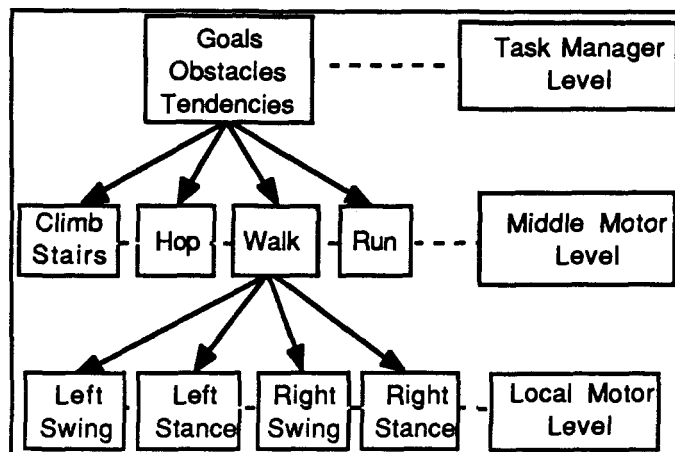 Goals
Obstacles
Tendencies
Task Manager
Level
Climb
Stairs
Hop
Walk
Run
Middle Motor
Level
Left
Swing
Left
Stance
Right
Swing
Right
Stance
Local Motor
Level